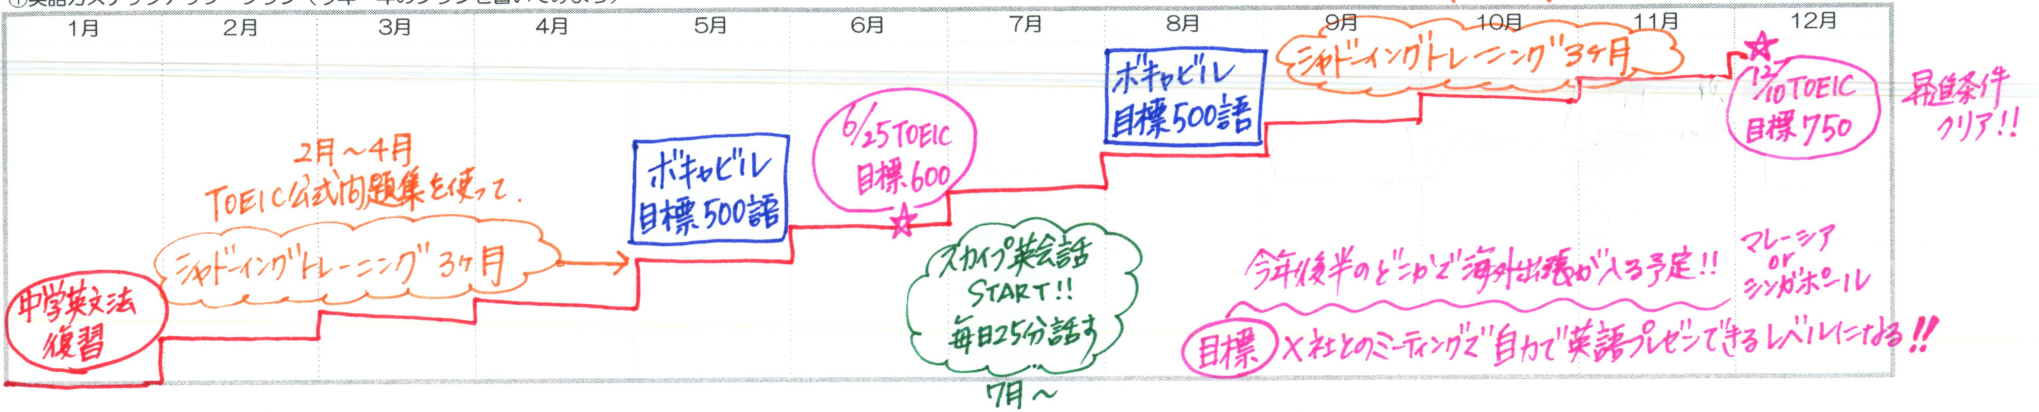 1月 2月 3月 4月 5月 6月 7月 8月 9月 10月 11月 12月
中学英文法
復習
2月～4月
TOEIC公式問題集を使って.
シャドーイングトレーニング 3ヶ月
ボキャビル
目標500語
6/25 TOEIC
目標600
スカイプ英会話
START!!
毎日25分話す
7月～
ボキャビル
目標500語
シャドーイングトレーニング 3ヶ月
12/10 TOEIC
目標750
昇進条件
クリア!!
今年後半のどこかで海外出張が入る予定!!
マレーシア
or
シンガポール
目標 X社とのミーティングで自力で英語プレゼンできるレベルになる!!